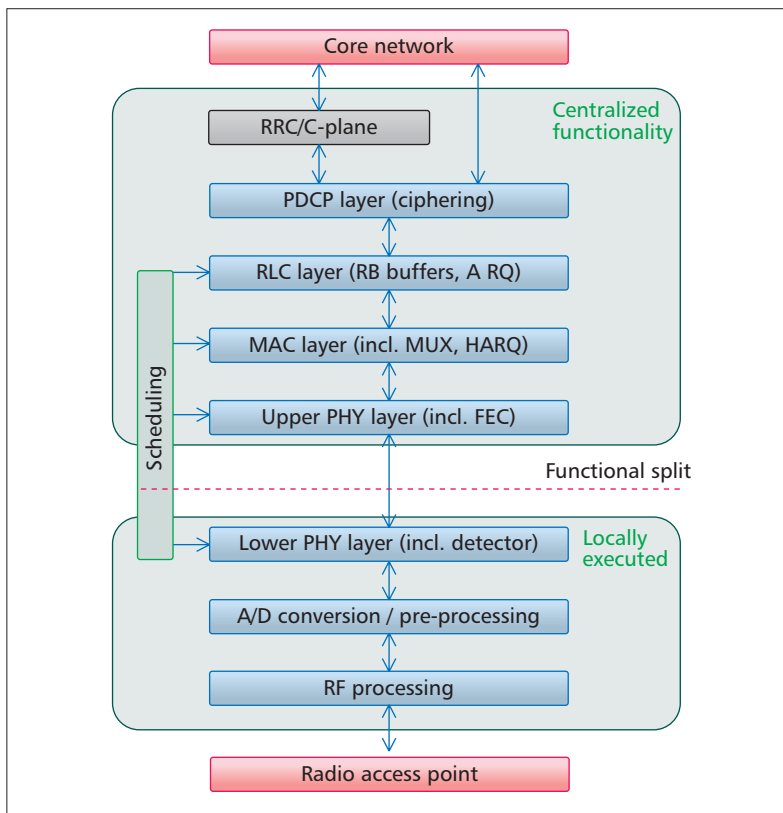 Core network
Centralized
functionality
RRC/C-plane
PDCP layer (ciphering)
RLC layer (RB buffers, A RQ)
MAC layer (incl. MUX, HARQ)
Upper PHY layer (incl. FEC)
Scheduling
Functional split
Lower PHY layer (incl. detector)
Locally
executed
A/D conversion / pre-processing
RF processing
Radio access point